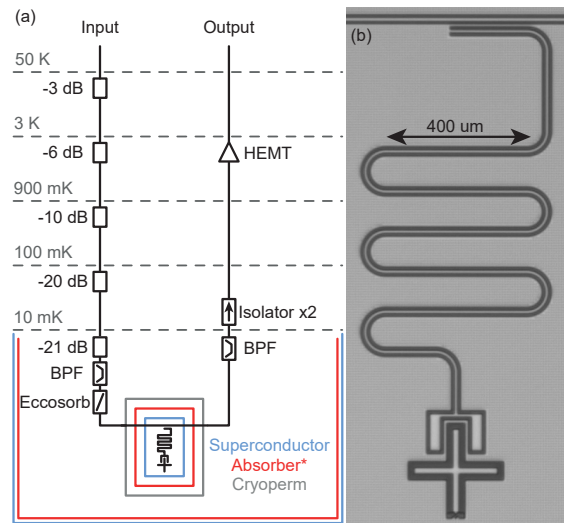 (a)
Input
Output
50 K
-3 dB
3 K
-6 dB
HEMT
900 mK
-10 dB
100 mK
-20 dB
Isolator x2
10 mK
-21 dB
BPF
BPF
Eccosorb
Superconductor
Absorber*
Cryoperm
(b)
400 um